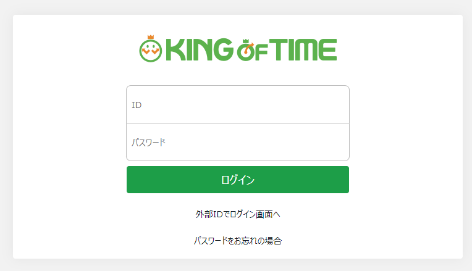 KING OF TIME
ID
パスワード
ログイン
外部IDでログイン画面へ
パスワードをお忘れの場合